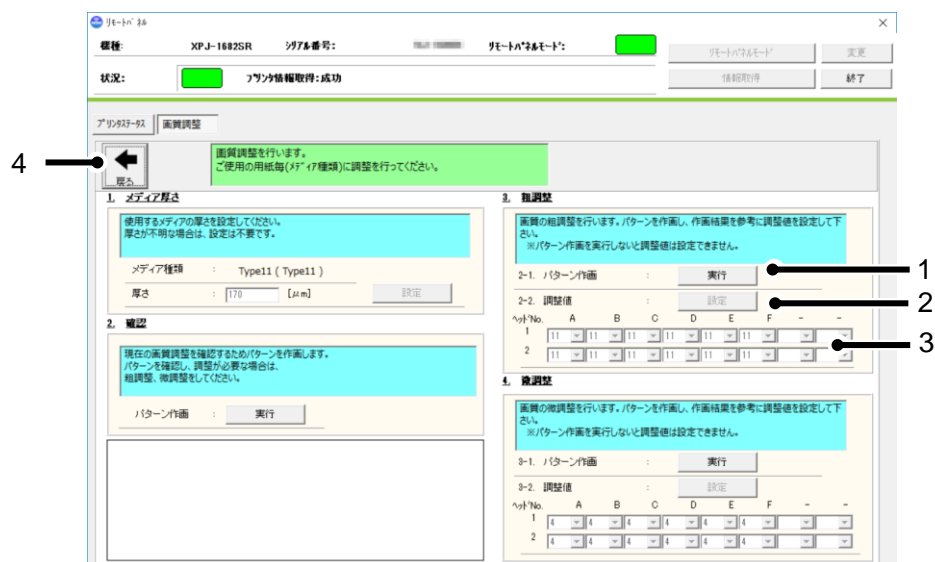 リモートパネル
機種: XPJ-1682SR シリアル番号: リモートパネルモード: リモートパネルモード 変更
状況: プリンタ情報取得:成功 情報取得 終了
プリンタステータス 画質調整
戻る
画質調整を行います。
ご使用の用紙毎(メディア種類)に調整を行ってください。
4
1. メディア厚さ
使用するメディアの厚さを設定してください。
厚さが不明な場合は、設定は不要です。
メディア種類 : Type11 ( Type11 )
厚さ : 170 [μm] 設定
2. 確認
現在の画質調整を確認するためパターンを作画します。
パターンを確認し、調整が必要な場合は、
粗調整、微調整をしてください。
パターン作画 : 実行
3. 粗調整
画質の粗調整を行います。パターンを作画し、作画結果を参考に調整値を設定して下
さい。
※パターン作画を実行しないと調整値は設定できません。
2-1. パターン作画 : 実行
1
2-2. 調整値 : 設定
2
ヘッドNo. A B C D E F - -
1 11 11 11 11 11 11
2 11 11 11 11 11 11
3
4. 微調整
画質の微調整を行います。パターンを作画し、作画結果を参考に調整値を設定して下
さい。
※パターン作画を実行しないと調整値は設定できません。
3-1. パターン作画 : 実行
3-2. 調整値 : 設定
ヘッドNo. A B C D E F - -
1 4 4 4 4 4 4
2 4 4 4 4 4 4